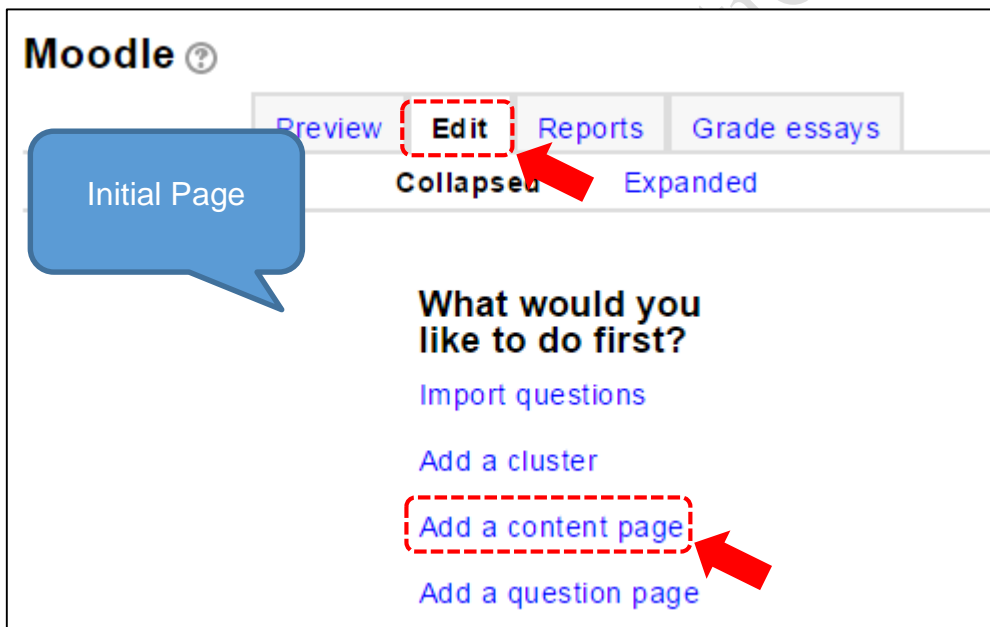 Moodle
Preview Edit Reports Grade essays
Initial Page
Collapsed Expanded
What would you
like to do first?
Import questions
Add a cluster
Add a content page
Add a question page